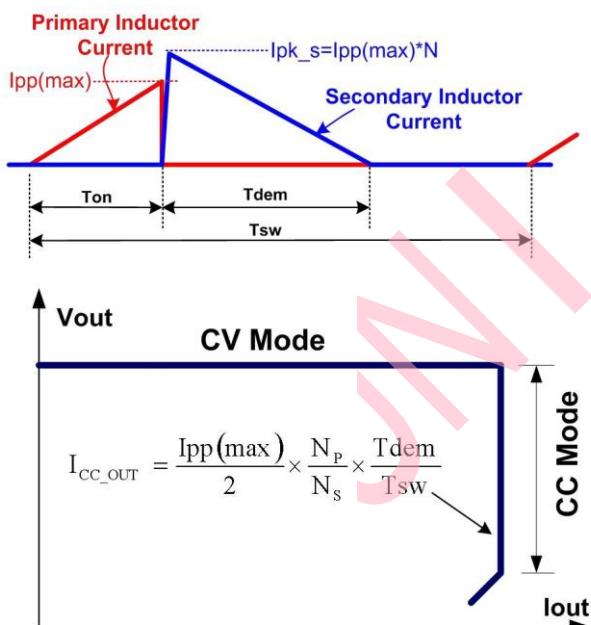 Primary Inductor
Current
Ipk_s=Ipp(max)*N
Ipp(max)
Secondary Inductor
Current
Ton
Tdem
Tsw
Vout
CV Mode
I_CC_OUT = Ipp(max)/2 × N_P/N_S × Tdem/Tsw
CC Mode
Iout